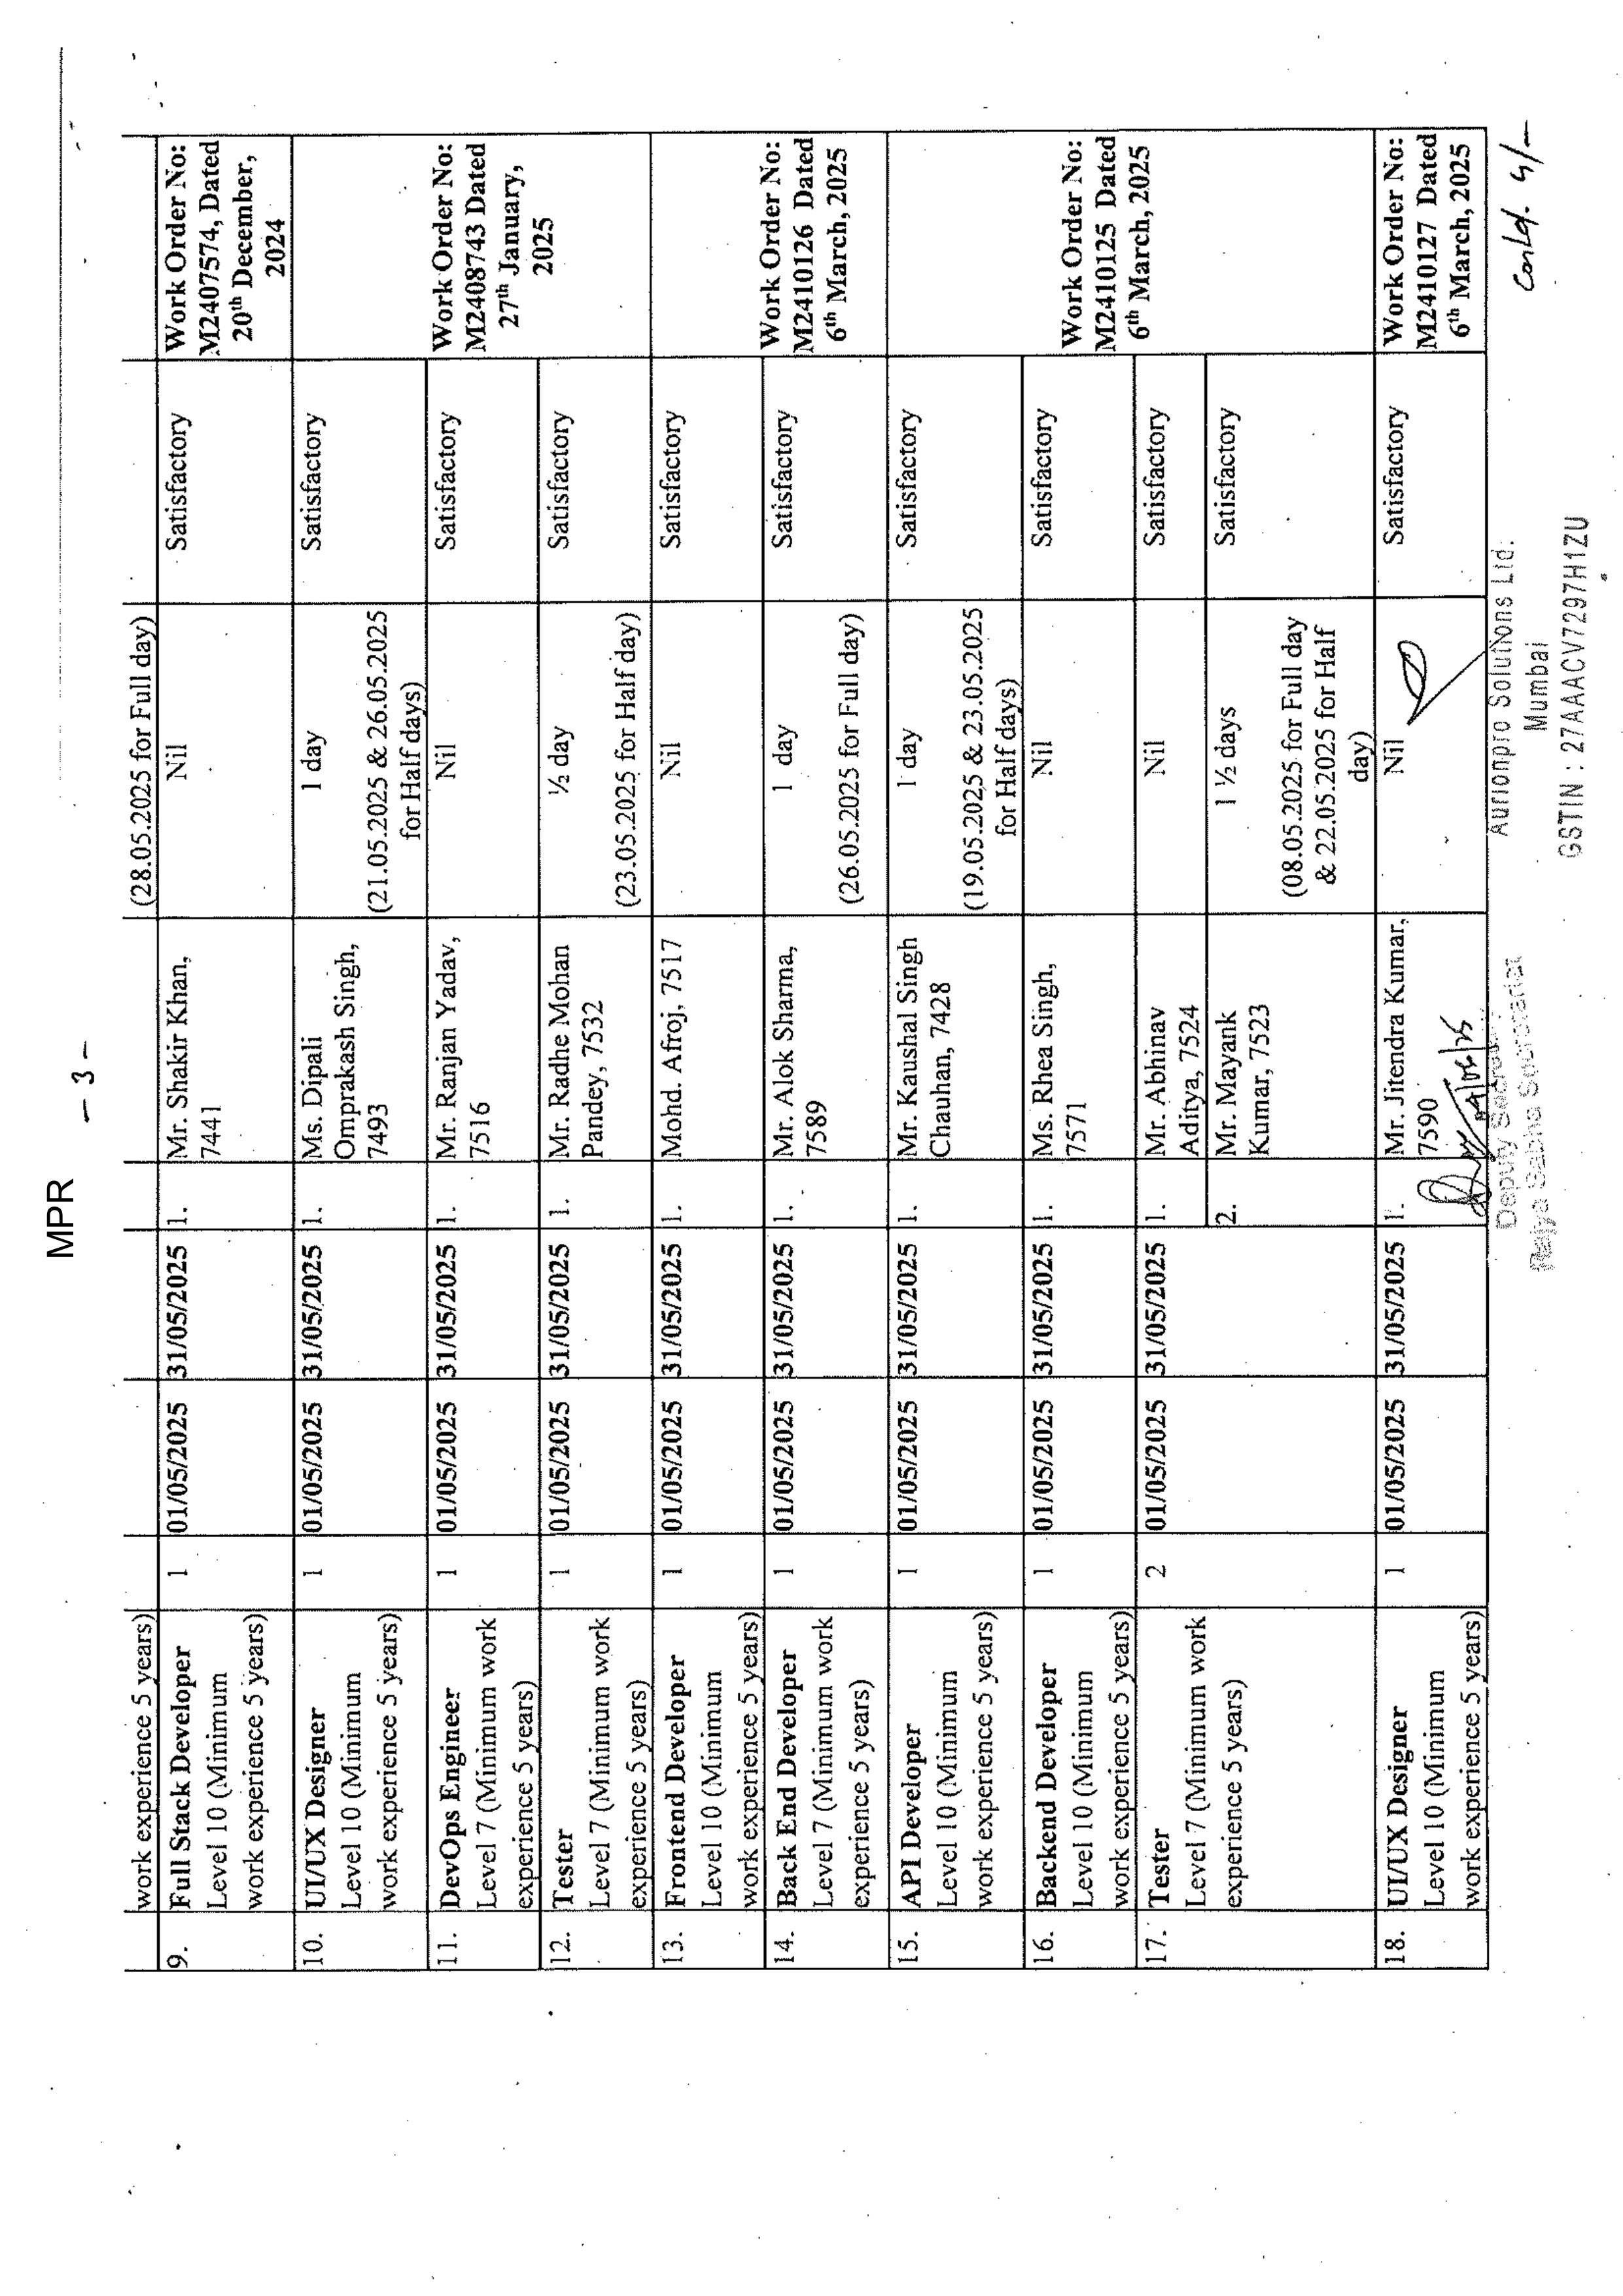 MPR
- 3 -
work experience 5 years)
(28.05.2025 for Full day)
9.
Full Stack Developer
Level 10 (Minimum
work experience 5 years)
1
01/05/2025
31/05/2025
1.
Mr. Shakir Khan,
7441
Nil
Satisfactory
Work Order No:
M2407574, Dated
20th December,
2024
10.
UI/UX Designer
Level 10 (Minimum
work experience 5 years)
1
01/05/2025
31/05/2025
1.
Ms. Dipali
Omprakash Singh,
7493
1 day
(21.05.2025 & 26.05.2025
for Half days)
Satisfactory
Work Order No:
M2408743 Dated
27th January,
2025
11.
DevOps Engineer
Level 7 (Minimum work
experience 5 years)
1
01/05/2025
31/05/2025
1.
Mr. Ranjan Yadav,
7516
Nil
Satisfactory
12.
Tester
Level 7 (Minimum work
experience 5 years)
1
01/05/2025
31/05/2025
1.
Mr. Radhe Mohan
Pandey, 7532
½ day
(23.05.2025 for Half day)
Satisfactory
13.
Frontend Developer
Level 10 (Minimum
work experience 5 years)
1
01/05/2025
31/05/2025
1.
Mohd. Afroj, 7517
Nil
Satisfactory
Work Order No:
M2410126 Dated
6th March, 2025
14.
Back End Developer
Level 7 (Minimum work
experience 5 years)
1
01/05/2025
31/05/2025
1.
Mr. Alok Sharma,
7589
1 day
(26.05.2025 for Full day)
Satisfactory
15.
API Developer
Level 10 (Minimum
work experience 5 years)
1
01/05/2025
31/05/2025
1.
Mr. Kaushal Singh
Chauhan, 7428
1 day
(19.05.2025 & 23.05.2025
for Half days)
Satisfactory
Work Order No:
M2410125 Dated
6th March, 2025
16.
Backend Developer
Level 10 (Minimum
work experience 5 years)
1
01/05/2025
31/05/2025
1.
Ms. Rhea Singh,
7571
Nil
Satisfactory
17.
Tester
Level 7 (Minimum work
experience 5 years)
2
01/05/2025
31/05/2025
1.
Mr. Abhinav
Aditya, 7524
Nil
Satisfactory
2.
Mr. Mayank
Kumar, 7523
1 ½ days
(08.05.2025 for Full day
& 22.05.2025 for Half
day)
Satisfactory
18.
UI/UX Designer
Level 10 (Minimum
work experience 5 years)
1
01/05/2025
31/05/2025
1.
Mr. Jitendra Kumar,
7590
Nil
Satisfactory
Work Order No:
M2410127 Dated
6th March, 2025
Deputy
Rajya Sabha Secretariat
Aurionpro Solutions Ltd.
Mumbai
GSTIN : 27AAACV7297H1ZU
Contd. 4/-